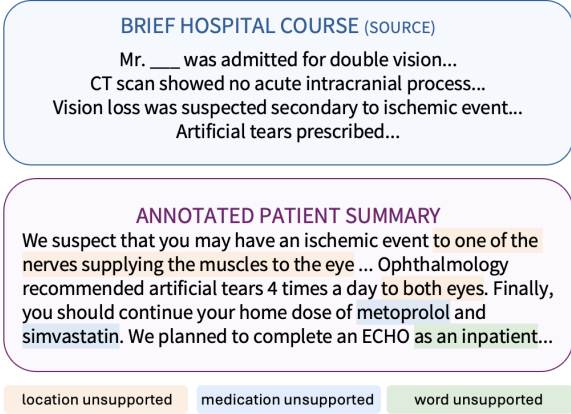 BRIEF HOSPITAL COURSE (SOURCE)
Mr. ___ was admitted for double vision...
CT scan showed no acute intracranial process...
Vision loss was suspected secondary to ischemic event...
Artificial tears prescribed...
ANNOTATED PATIENT SUMMARY
We suspect that you may have an ischemic event to one of the
nerves supplying the muscles to the eye ... Ophthalmology
recommended artificial tears 4 times a day to both eyes. Finally,
you should continue your home dose of metoprolol and
simvastatin. We planned to complete an ECHO as an inpatient...
location unsupported medication unsupported word unsupported